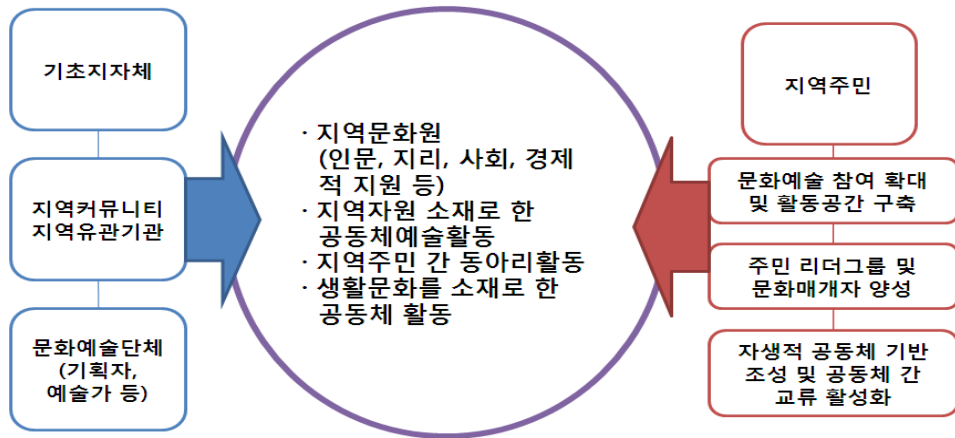 기초지자체
지역커뮤니티
지역유관기관
문화예술단체
(기획자,
예술가 등)
· 지역문화원
(인문, 지리, 사회, 경제
적 지원 등)
· 지역자원 소재로 한
공동체예술활동
· 지역주민 간 동아리활동
· 생활문화를 소재로 한
공동체 활동
지역주민
문화예술 참여 확대
및 활동공간 구축
주민 리더그룹 및
문화매개자 양성
자생적 공동체 기반
조성 및 공동체 간
교류 활성화